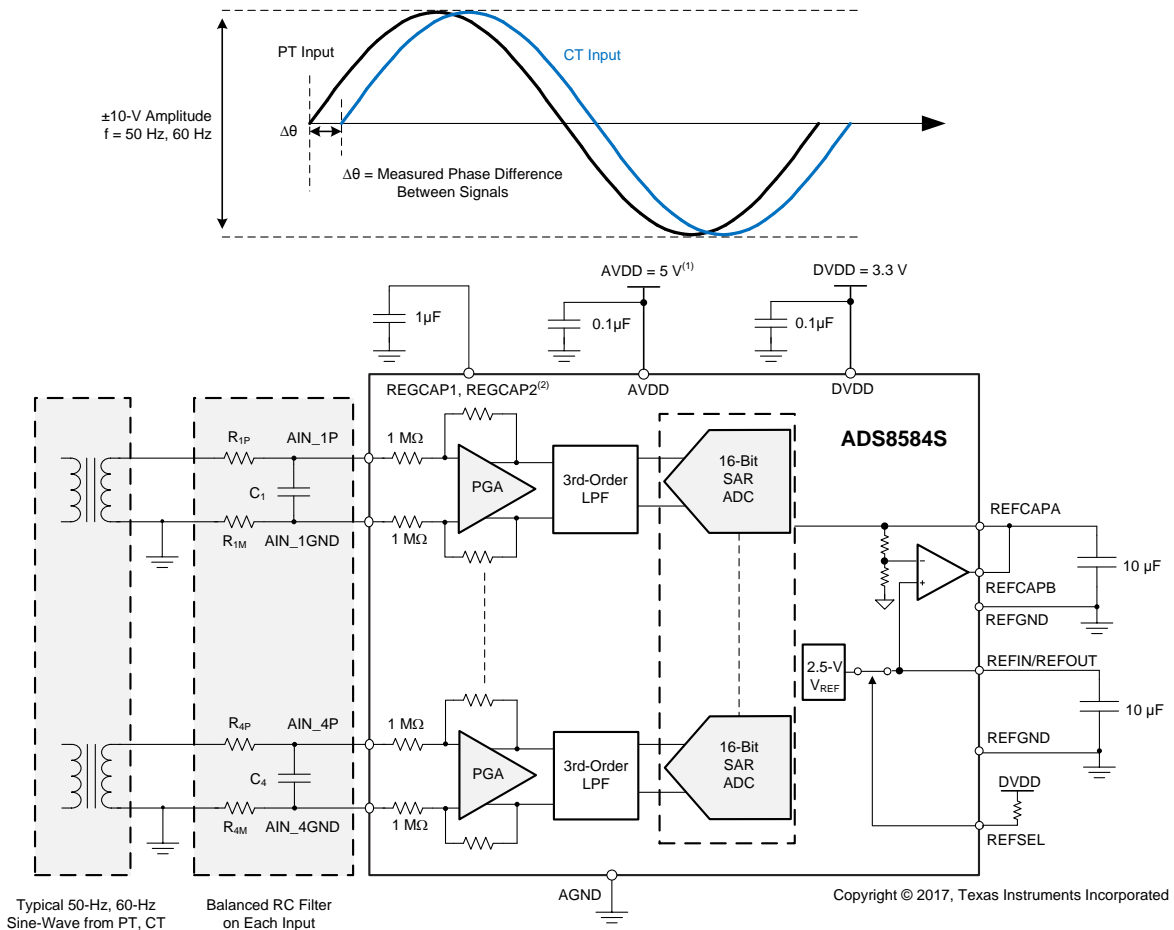 PT Input
CT Input
±10-V Amplitude
f = 50 Hz, 60 Hz
Δθ
Δθ = Measured Phase Difference
Between Signals
AVDD = 5 V(1)
DVDD = 3.3 V
1µF
0.1µF
0.1µF
REGCAP1, REGCAP2(2)
AVDD
DVDD
ADS8584S
R1P
AIN_1P
1 MΩ
C1
PGA
3rd-Order
LPF
16-Bit
SAR
ADC
R1M
AIN_1GND
1 MΩ
REFCAPA
10 µF
REFCAPB
REFGND
2.5-V
VREF
REFIN/REFOUT
10 µF
REFGND
R4P
AIN_4P
1 MΩ
C4
PGA
3rd-Order
LPF
16-Bit
SAR
ADC
R4M
AIN_4GND
1 MΩ
DVDD
REFSEL
AGND
Copyright © 2017, Texas Instruments Incorporated
Typical 50-Hz, 60-Hz
Sine-Wave from PT, CT
Balanced RC Filter
on Each Input